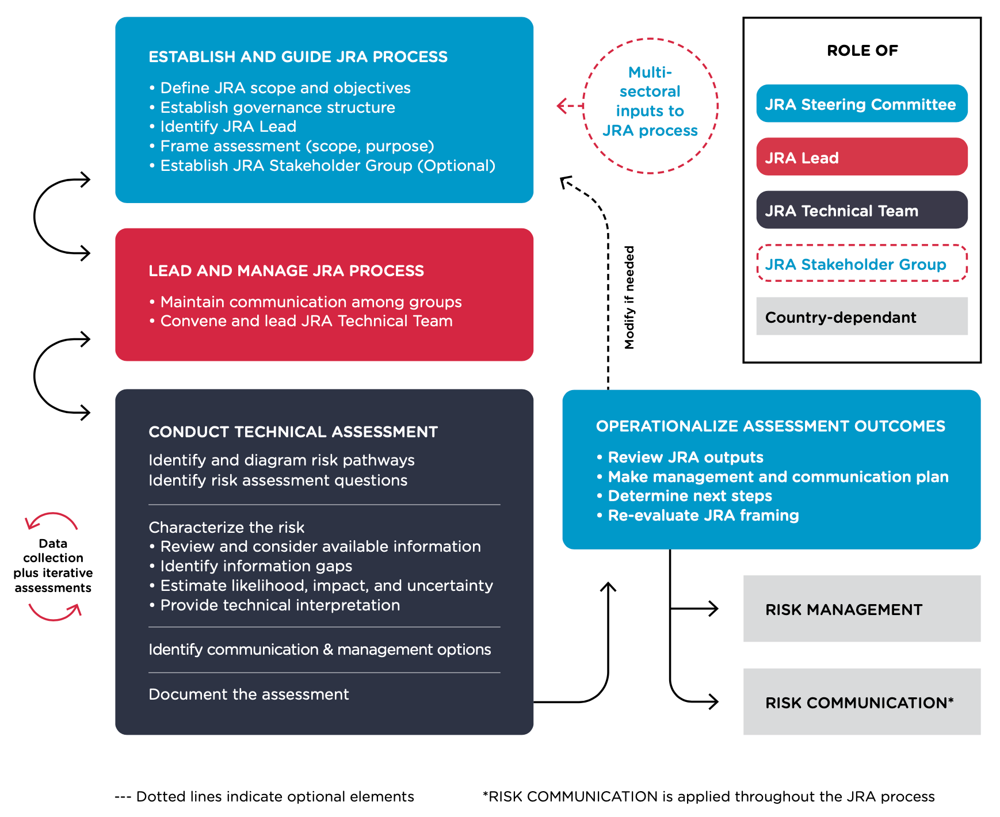 ESTABLISH AND GUIDE JRA PROCESS
• Define JRA scope and objectives
• Establish governance structure
• Identify JRA Lead
• Frame assessment (scope, purpose)
• Establish JRA Stakeholder Group (Optional)
Multi-
sectoral
inputs to
JRA process
ROLE OF
JRA Steering Committee
JRA Lead
JRA Technical Team
JRA Stakeholder Group
Country-dependant
LEAD AND MANAGE JRA PROCESS
• Maintain communication among groups
• Convene and lead JRA Technical Team
Modify if needed
CONDUCT TECHNICAL ASSESSMENT
Identify and diagram risk pathways
Identify risk assessment questions
Characterize the risk
• Review and consider available information
• Identify information gaps
• Estimate likelihood, impact, and uncertainty
• Provide technical interpretation
Identify communication & management options
Document the assessment
Data
collection
plus iterative
assessments
OPERATIONALIZE ASSESSMENT OUTCOMES
• Review JRA outputs
• Make management and communication plan
• Determine next steps
• Re-evaluate JRA framing
RISK MANAGEMENT
RISK COMMUNICATION*
--- Dotted lines indicate optional elements
*RISK COMMUNICATION is applied throughout the JRA process